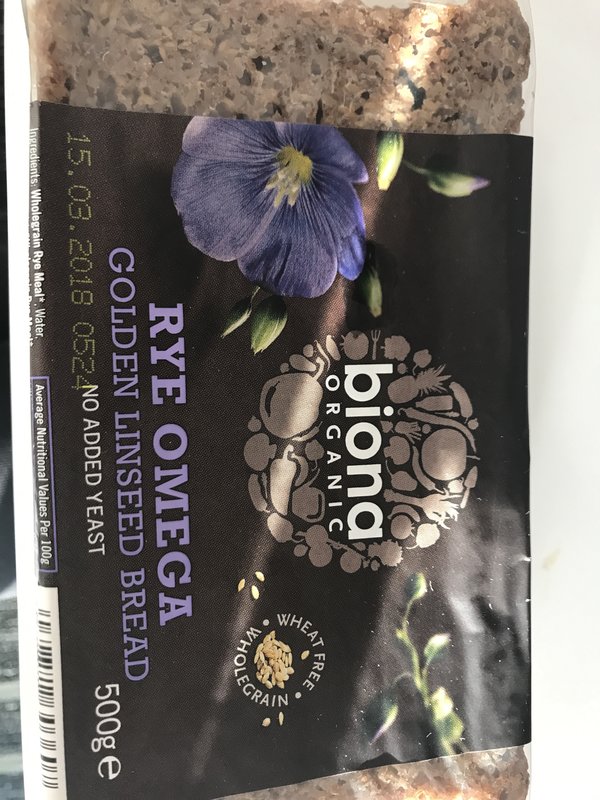 biona
ORGANIC
WHEAT FREE • WHOLEGRAIN •
RYE OMEGA
GOLDEN LINSEED BREAD
NO ADDED YEAST
500g e
15.03.2018 0524
Ingredients: Wholegrain Rye Meal*, Water,
Average Nutritional Values Per 100g